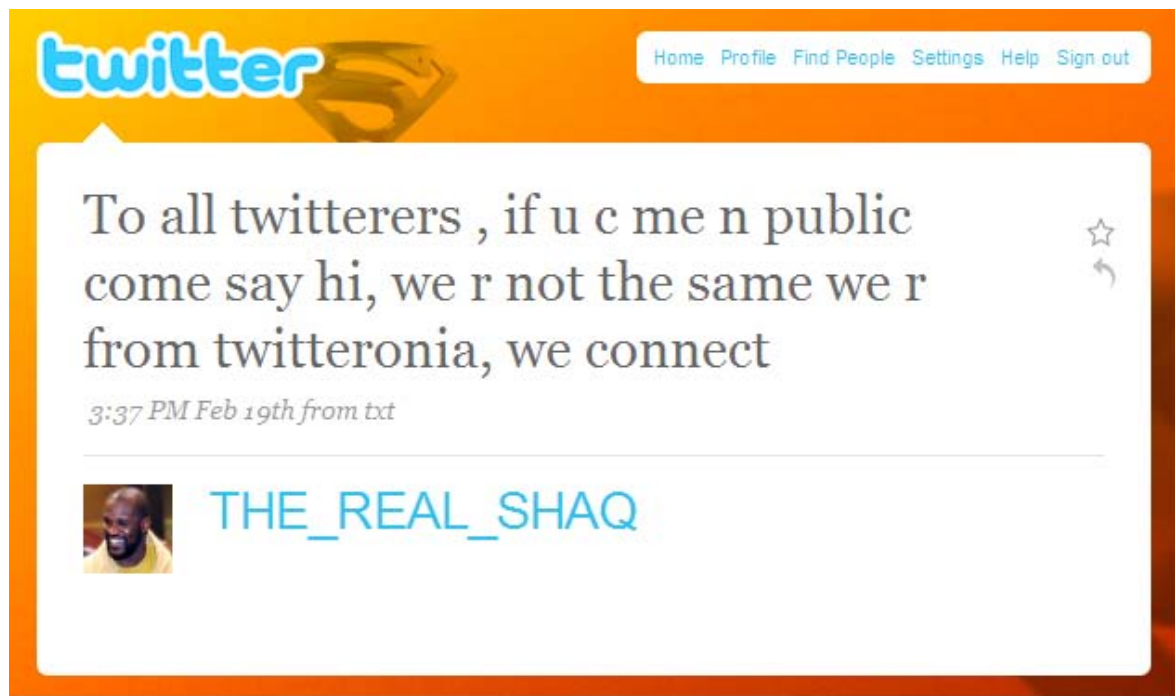 twitter
Home Profile Find People Settings Help Sign out
To all twitterers , if u c me n public
come say hi, we r not the same we r
from twitteronia, we connect
3:37 PM Feb 19th from txt
THE_REAL_SHAQ